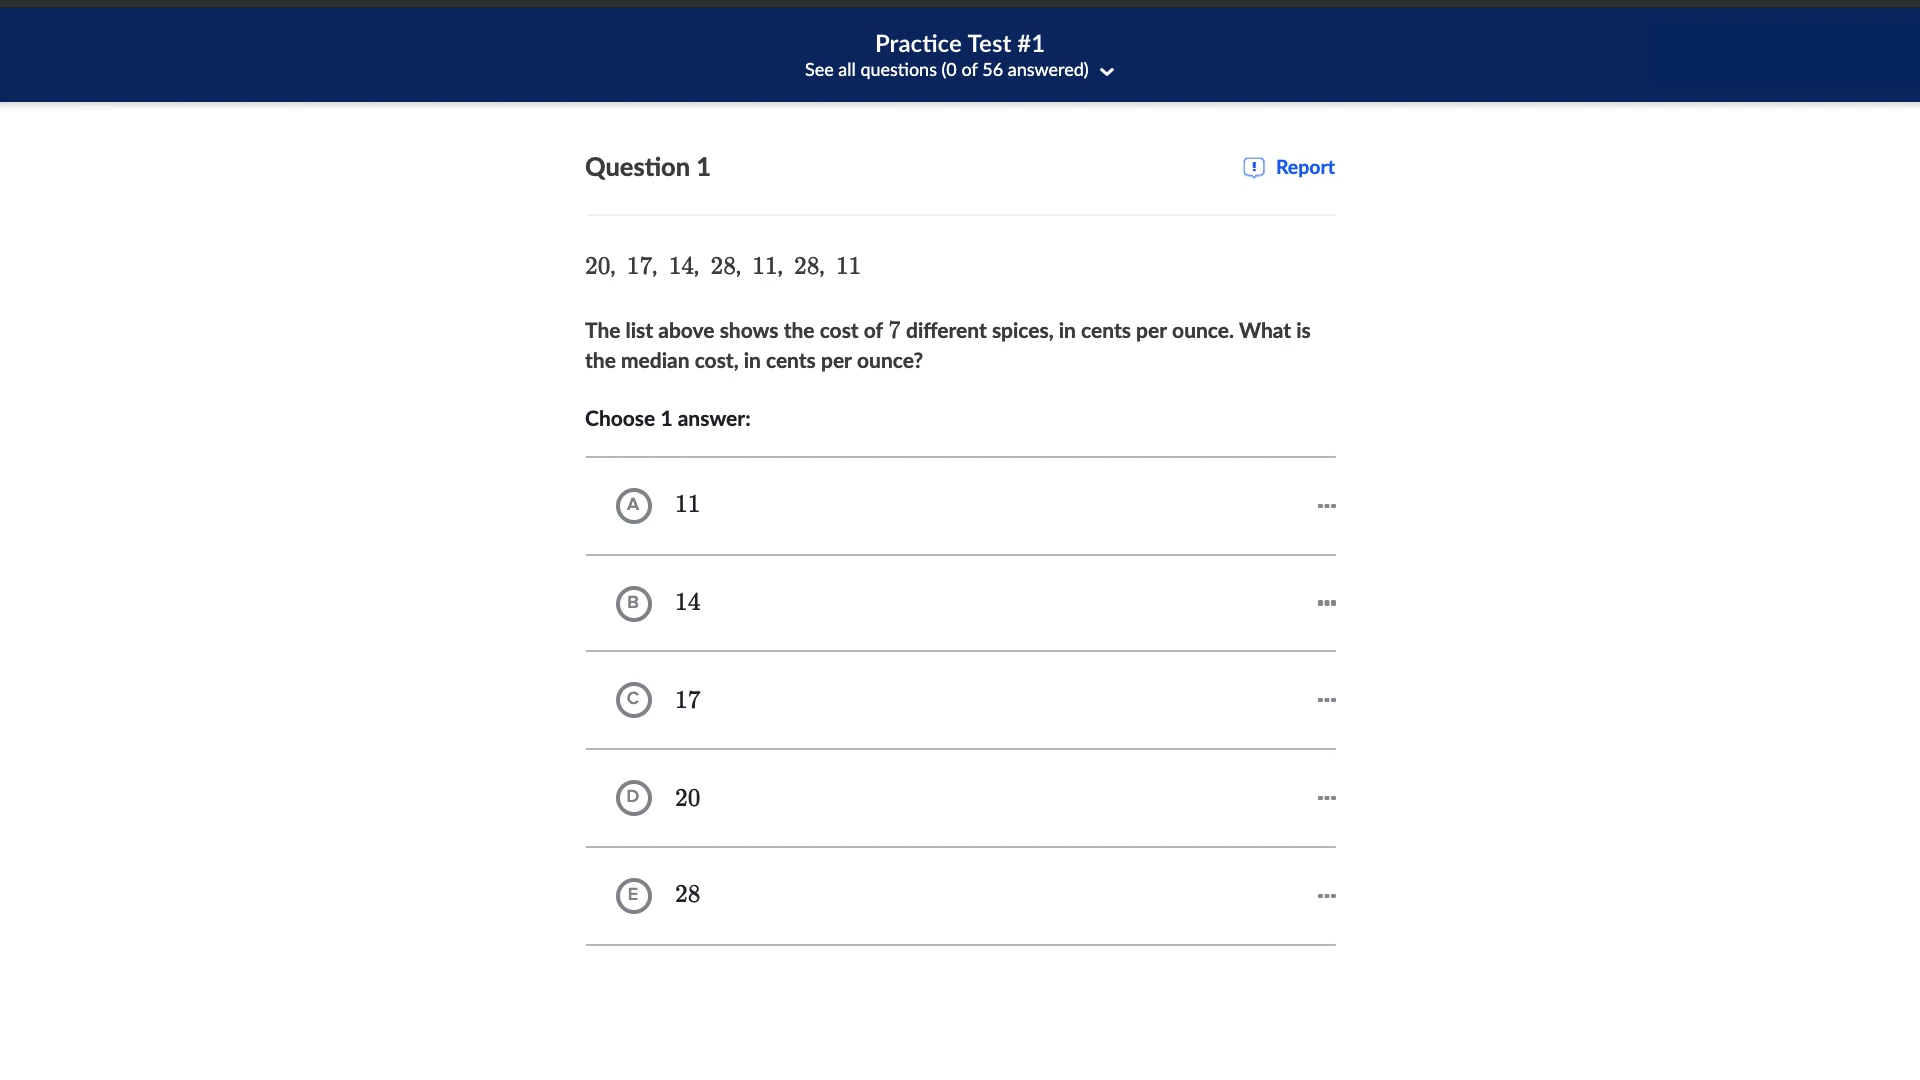 Practice Test #1
See all questions (0 of 56 answered)
Question 1
Report
20, 17, 14, 28, 11, 28, 11
The list above shows the cost of 7 different spices, in cents per ounce. What is
the median cost, in cents per ounce?
Choose 1 answer:
A 11
B 14
C 17
D 20
E 28